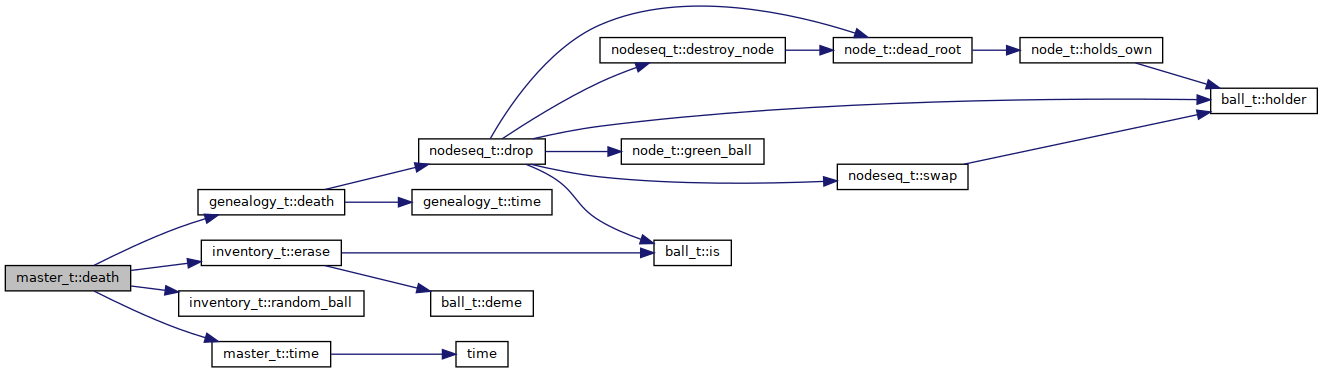 master_t::death
genealogy_t::death
inventory_t::erase
inventory_t::random_ball
master_t::time
nodeseq_t::drop
genealogy_t::time
ball_t::deme
time
nodeseq_t::destroy_node
node_t::green_ball
ball_t::is
node_t::dead_root
nodeseq_t::swap
node_t::holds_own
ball_t::holder